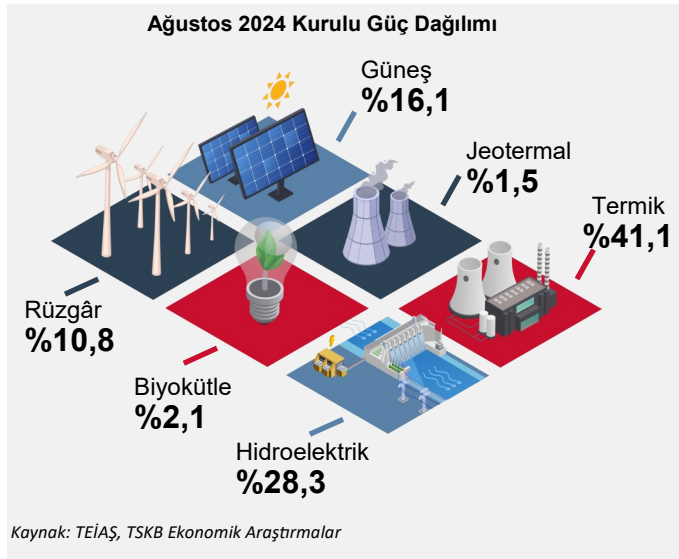 Ağustos 2024 Kurulu Güç Dağılımı
Güneş
%16,1
Jeotermal
%1,5
Termik
%41,1
Rüzgâr
%10,8
Biyokütle
%2,1
Hidroelektrik
%28,3
Kaynak: TEİAŞ, TSKB Ekonomik Araştırmalar